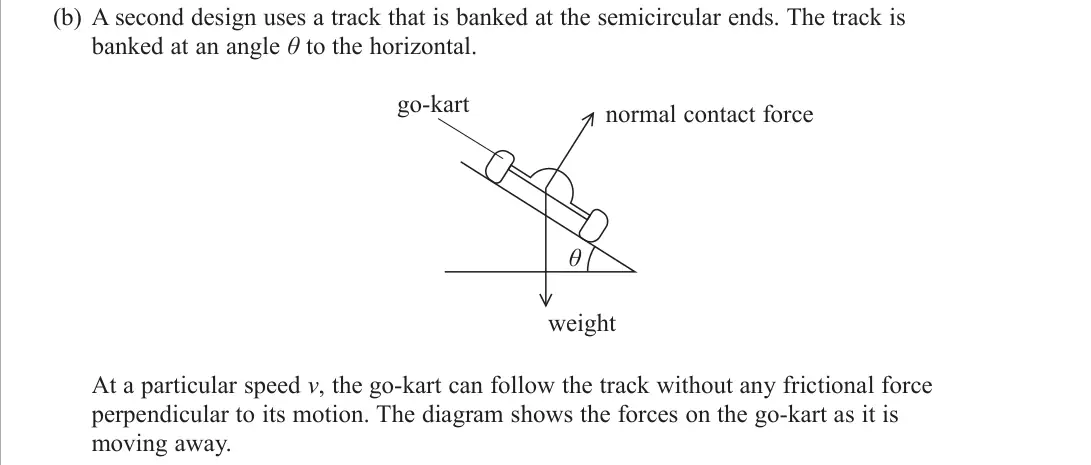 (b) A second design uses a track that is banked at the semicircular ends. The track is
banked at an angle θ to the horizontal.
go-kart
normal contact force
θ
weight
At a particular speed v, the go-kart can follow the track without any frictional force
perpendicular to its motion. The diagram shows the forces on the go-kart as it is
moving away.